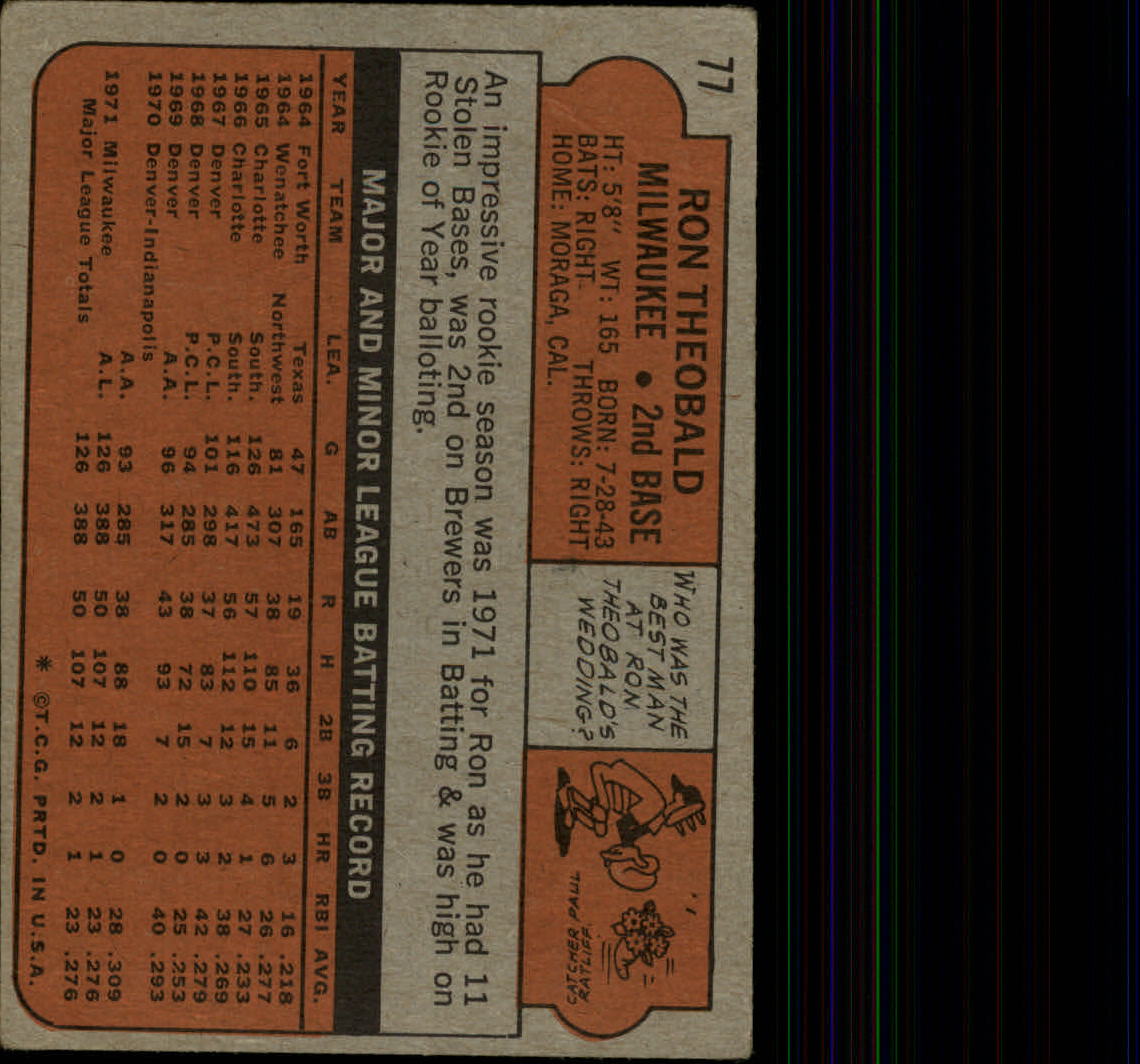 77
RON THEOBALD
MILWAUKEE • 2nd BASE
HT: 5'8" WT: 165 BORN: 7-28-43
BATS: RIGHT THROWS: RIGHT
HOME: MORAGA, CAL.
WHO WAS THE
BEST MAN
AT RON
THEOBALD'S
WEDDING?
CATCHER PAUL
RATLIFF.
An impressive rookie season was 1971 for Ron as he had 11
Stolen Bases, was 2nd on Brewers in Batting & was high on
Rookie of Year balloting.
MAJOR AND MINOR LEAGUE BATTING RECORD
YEAR TEAM LEA. G AB R H 2B 3B HR RBI AVG.
1964 Fort Worth Texas 47 165 19 36 6 2 3 16 .218
1964 Wenatchee Northwest 81 307 38 85 11 5 6 26 .277
1965 Charlotte South. 126 473 57 110 15 4 1 27 .233
1966 Charlotte South. 116 417 56 112 12 3 2 38 .269
1967 Denver P.C.L. 101 298 37 83 7 3 3 42 .279
1968 Denver P.C.L. 94 285 38 72 15 2 0 25 .253
1969 Denver A.A. 96 317 43 93 7 2 0 40 .293
1970 Denver-Indianapolis
A.A. 93 285 38 88 18 1 0 28 .309
1971 Milwaukee A.L. 126 388 50 107 12 2 1 23 .276
Major League Totals 126 388 50 107 12 2 1 23 .276
* ©T.C.G. PRTD. IN U.S.A.